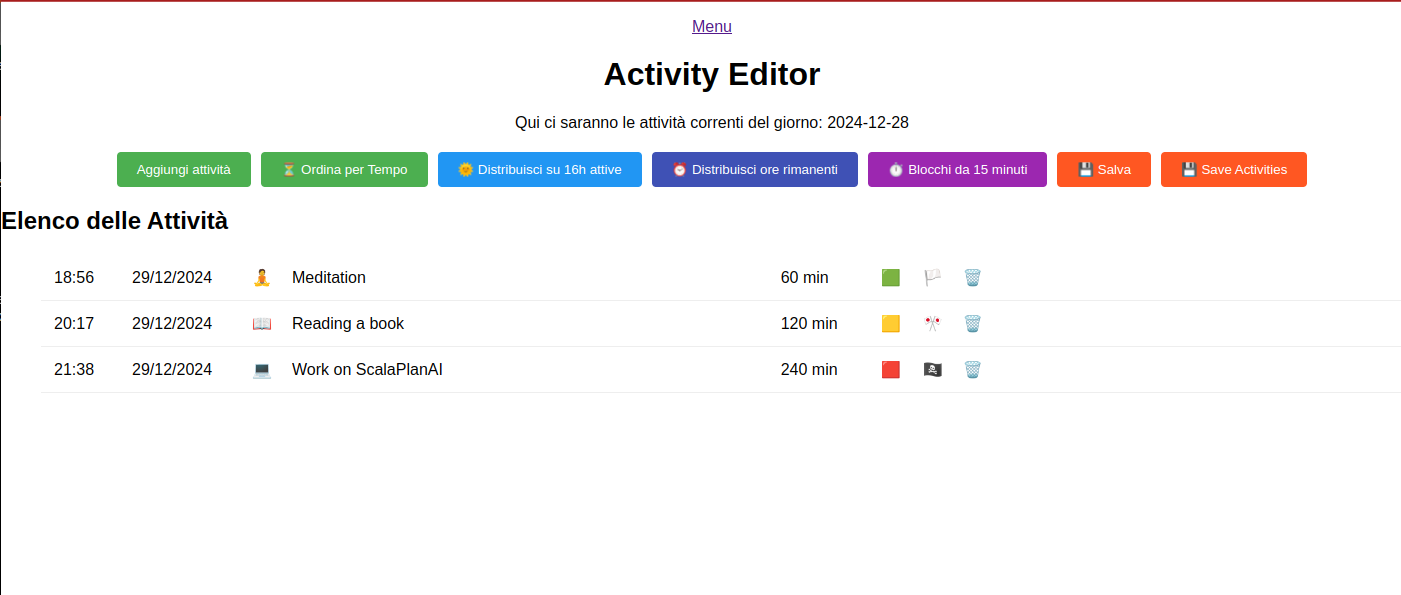 Menu
Activity Editor
Qui ci saranno le attività correnti del giorno: 2024-12-28
Aggiungi attività ⏳ Ordina per Tempo 🌞 Distribuisci su 16h attive ⏰ Distribuisci ore rimanenti ⏱️ Blocchi da 15 minuti 💾 Salva 💾 Save Activities
Elenco delle Attività
18:56 29/12/2024 🧘 Meditation 60 min 🟩 🏳️ 🗑️
20:17 29/12/2024 📖 Reading a book 120 min 🟨 🎌 🗑️
21:38 29/12/2024 💻 Work on ScalaPlanAI 240 min 🟥 🏴‍☠️ 🗑️